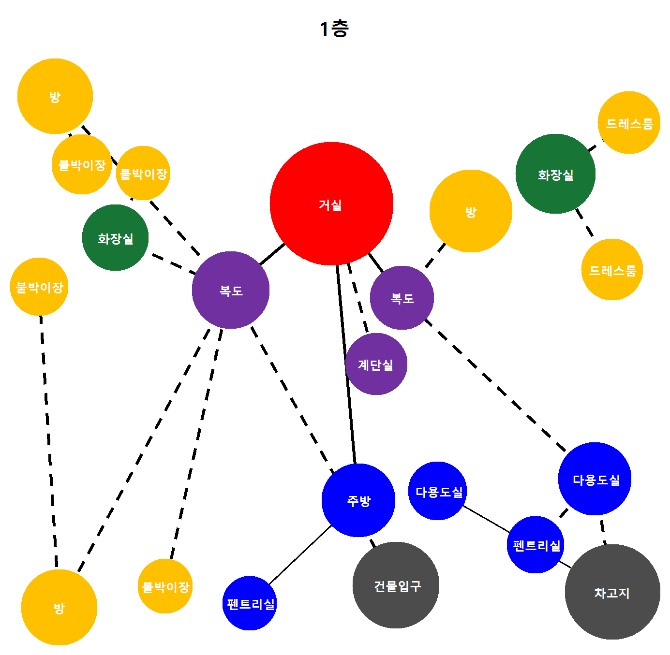 1층
방
드레스룸
붙박이장
붙박이장
화장실
거실
방
화장실
드레스룸
붙박이장
복도
복도
계단실
주방
다용도실
다용도실
펜트리실
방
붙박이장
펜트리실
건물입구
차고지